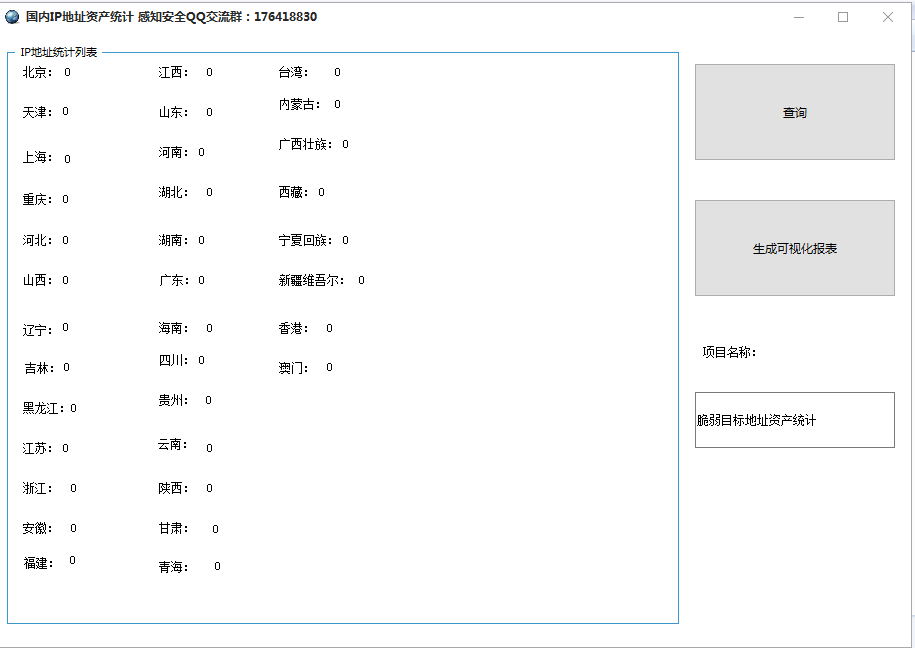 国内IP地址资产统计 感知安全QQ交流群：176418830
IP地址统计列表
北京： 0
天津： 0
上海： 0
重庆： 0
河北： 0
山西： 0
辽宁： 0
吉林： 0
黑龙江：0
江苏： 0
浙江： 0
安徽： 0
福建： 0
江西： 0
山东： 0
河南： 0
湖北： 0
湖南： 0
广东： 0
海南： 0
四川： 0
贵州： 0
云南： 0
陕西： 0
甘肃： 0
青海： 0
台湾： 0
内蒙古： 0
广西壮族：0
西藏： 0
宁夏回族：0
新疆维吾尔： 0
香港： 0
澳门： 0
查询
生成可视化报表
项目名称：
脆弱目标地址资产统计